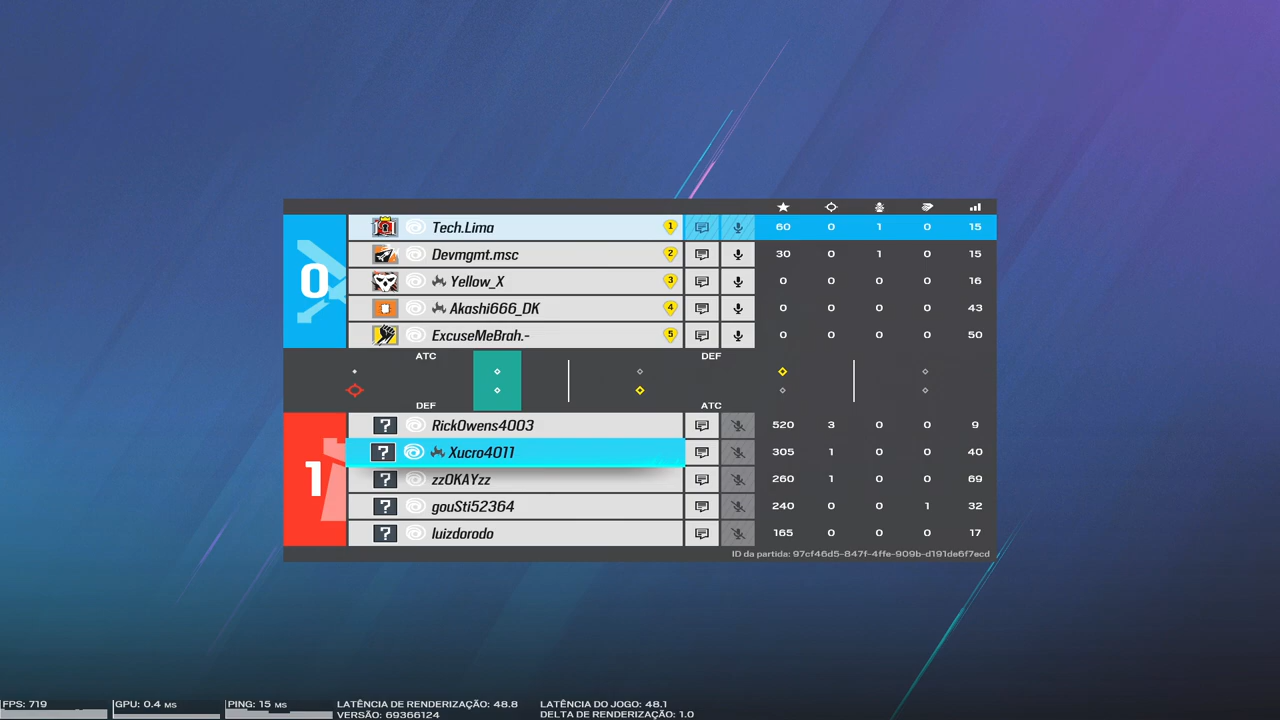 0
Tech.Lima 1 60 0 1 0 15
Devmgmt.msc 2 30 0 1 0 15
Yellow_X 3 0 0 0 0 16
Akashi666_DK 4 0 0 0 0 43
ExcuseMeBrah.- 5 0 0 0 0 50
ATC DEF
DEF ATC
1
? RickOwens4003 520 3 0 0 9
? Xucro4011 305 1 0 0 40
? zzOKAYzz 260 1 0 0 69
? gouSti52364 240 0 0 1 32
? luizdorodo 165 0 0 0 17
ID da partida: 97cf46d5-847f-4ffe-909b-d191de6f7ecd
FPS: 719 GPU: 0.4 MS PING: 15 MS LATÊNCIA DE RENDERIZAÇÃO: 48.8 LATÊNCIA DO JOGO: 48.1
VERSÃO: 69366124 DELTA DE RENDERIZAÇÃO: 1.0